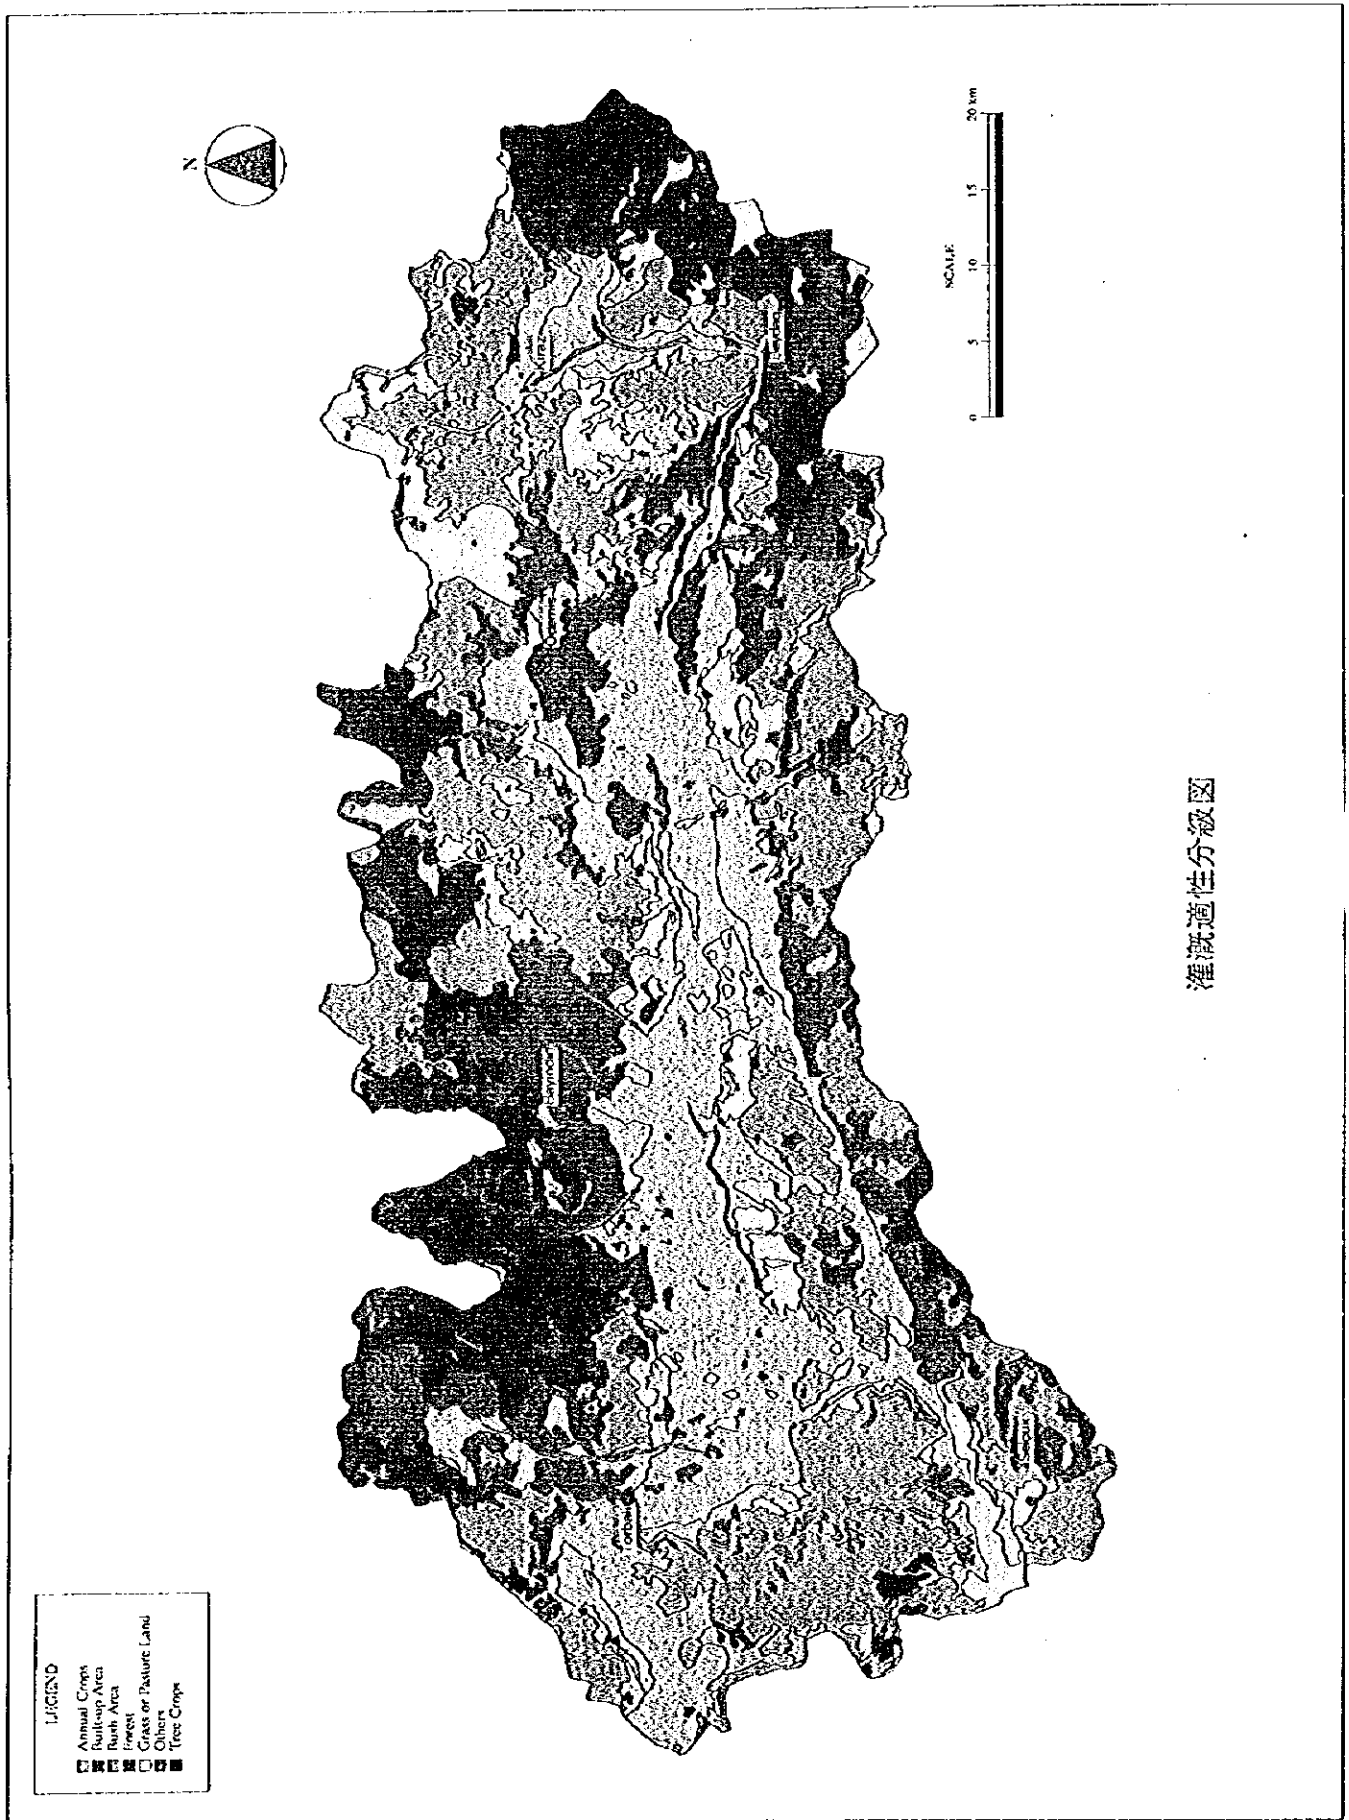 LEGEND
Annual Crops
Built-up Area
Bush Area
Forest
Grass or Pasture Land
Others
Tree Crops
N
SCALE
0 5 10 15 20 km
灌漑適性分級図